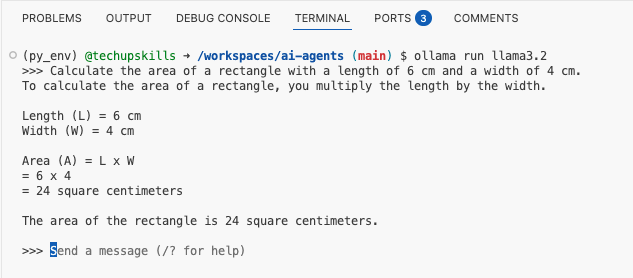 PROBLEMS OUTPUT DEBUG CONSOLE TERMINAL PORTS 3 COMMENTS
(py_env) @techupskills → /workspaces/ai-agents (main) $ ollama run llama3.2
>>> Calculate the area of a rectangle with a length of 6 cm and a width of 4 cm.
To calculate the area of a rectangle, you multiply the length by the width.
Length (L) = 6 cm
Width (W) = 4 cm
Area (A) = L x W
= 6 x 4
= 24 square centimeters
The area of the rectangle is 24 square centimeters.
>>> Send a message (/? for help)